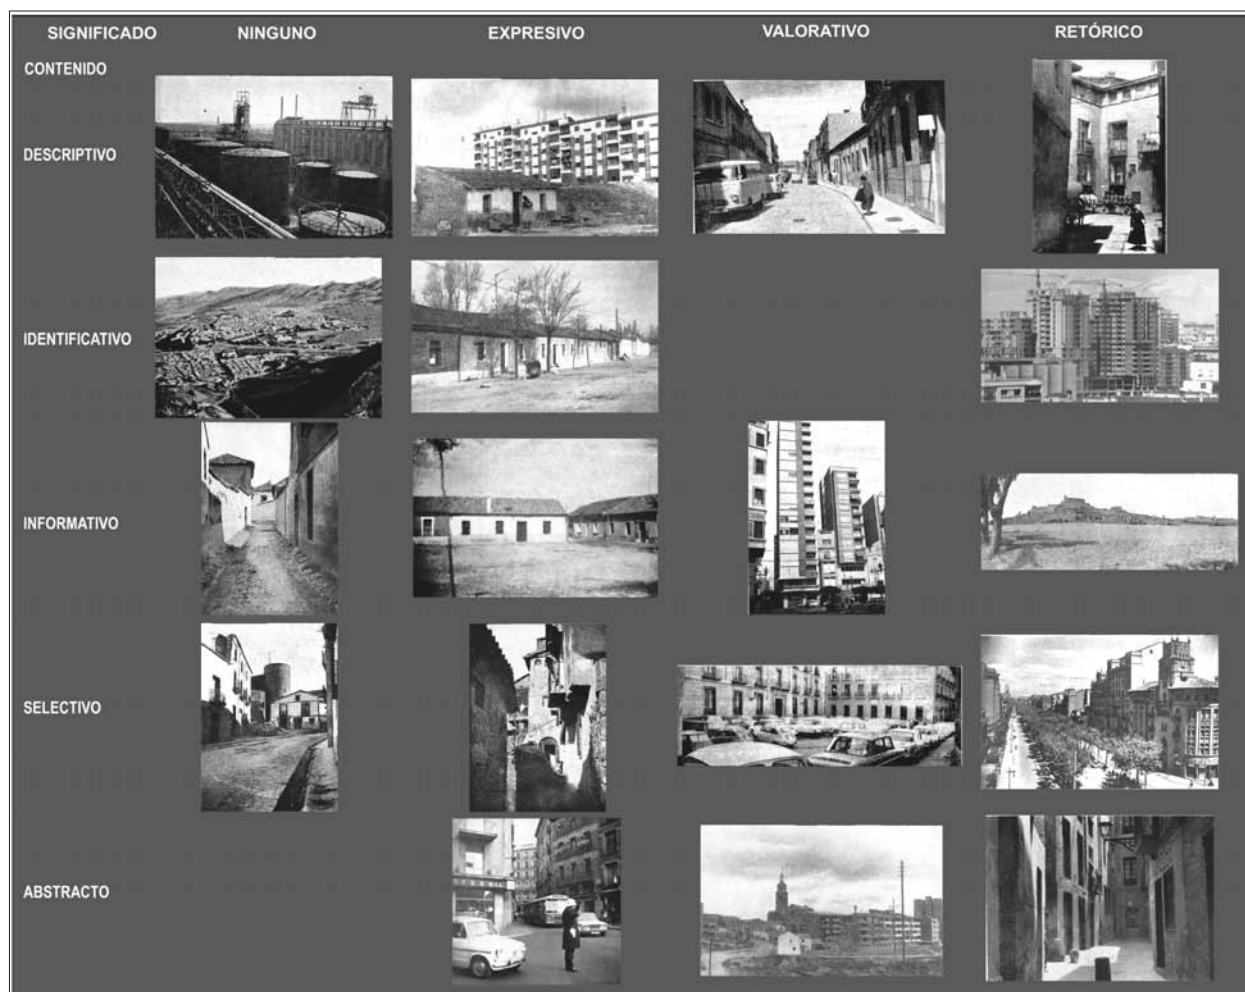 SIGNIFICADO NINGUNO EXPRESIVO VALORATIVO RETÓRICO
CONTENIDO
DESCRIPTIVO
IDENTIFICATIVO
INFORMATIVO
SELECTIVO
ABSTRACTO